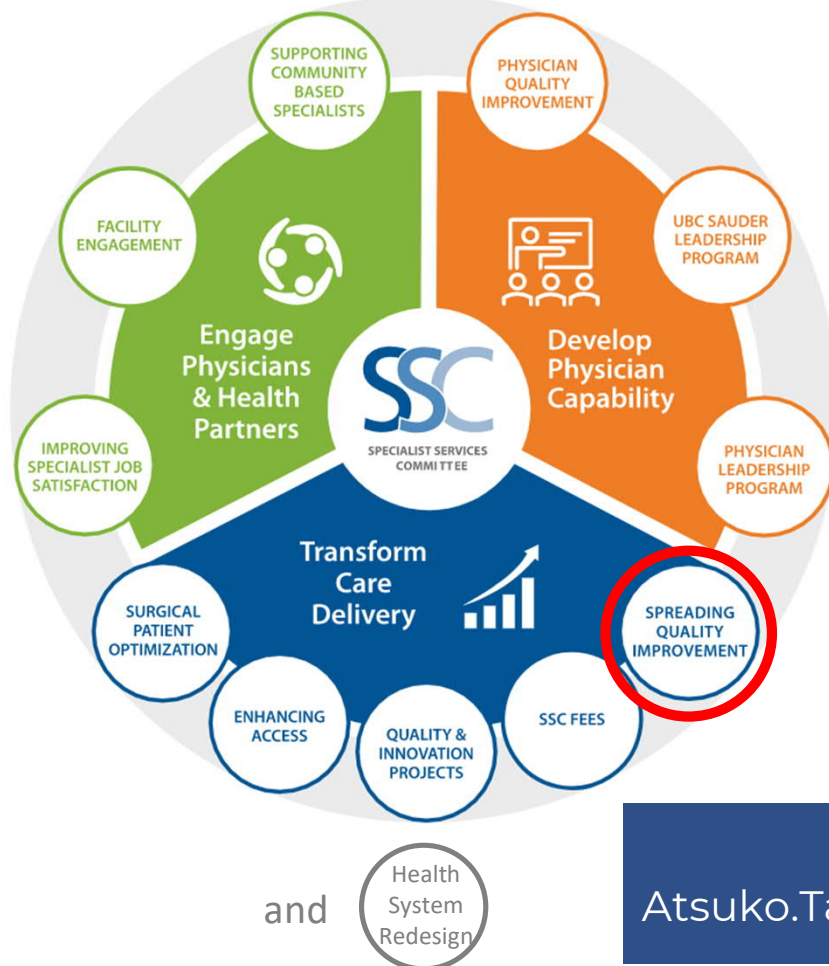 SUPPORTING
COMMUNITY
BASED
SPECIALISTS
PHYSICIAN
QUALITY
IMPROVEMENT
FACILITY
ENGAGEMENT
UBC SAUDER
LEADERSHIP
PROGRAM
Engage
Physicians
& Health
Partners
Develop
Physician
Capability
SSC
SPECIALIST SERVICES
COMMITTEE
IMPROVING
SPECIALIST JOB
SATISFACTION
PHYSICIAN
LEADERSHIP
PROGRAM
Transform
Care
Delivery
SURGICAL
PATIENT
OPTIMIZATION
SPREADING
QUALITY
IMPROVEMENT
ENHANCING
ACCESS
QUALITY &
INNOVATION
PROJECTS
SSC FEES
and
Health
System
Redesign
Atsuko.Ta